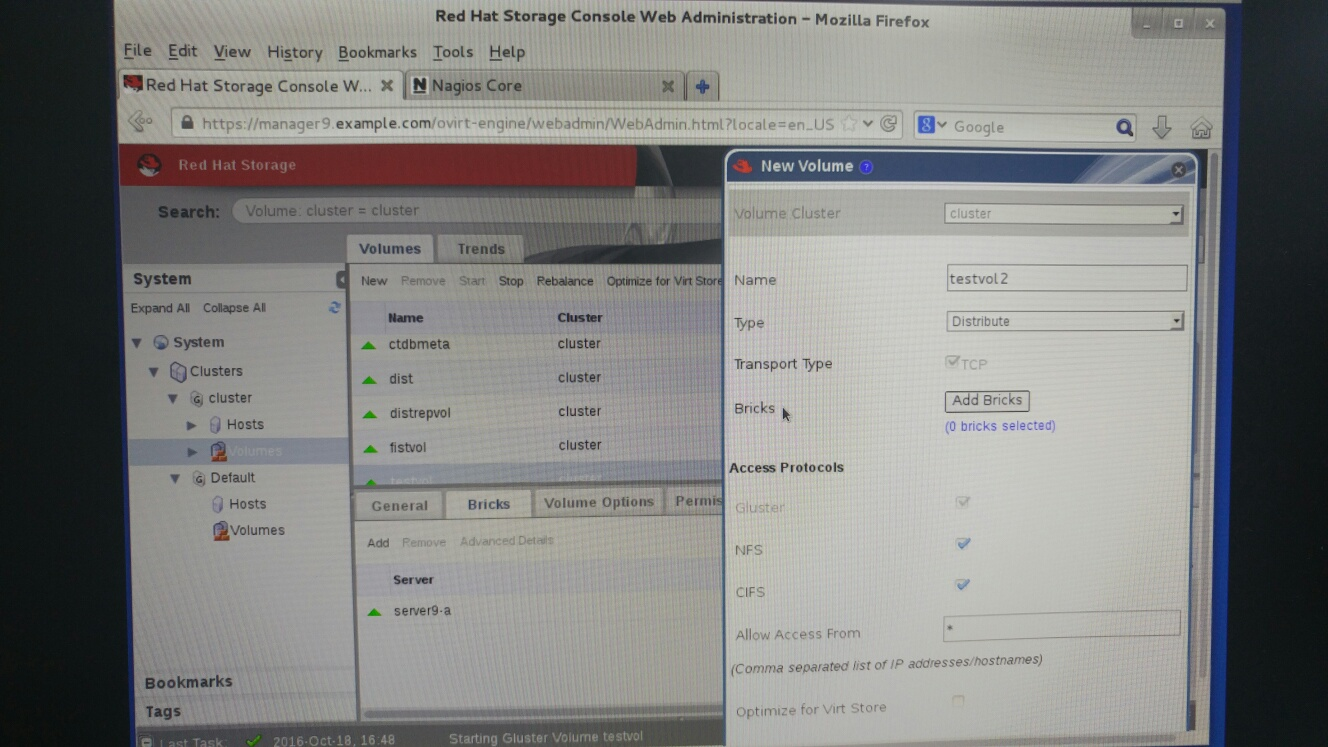 Red Hat Storage Console Web Administration - Mozilla Firefox
File Edit View History Bookmarks Tools Help
Red Hat Storage Console W... Nagios Core
https://manager9.example.com/ovirt-engine/webadmin/WebAdmin.html?locale=en_US 8 Google
Red Hat Storage
Search: Volume: cluster = cluster
Volumes Trends
System
Expand All Collapse All
System
Clusters
cluster
Hosts
Volumes
Default
Hosts
Volumes
Bookmarks
Tags
New Remove Start Stop Rebalance Optimize for Virt Store
Name Cluster
ctdbmeta cluster
dist cluster
distrepvol cluster
fistvol cluster
testvol cluster
General Bricks Volume Options Permis
Add Remove Advanced Details
Server
server9-a
Last Task: 2016-Oct-18, 16:48 Starting Gluster Volume testvol
New Volume ?
Volume Cluster cluster
Name testvol2
Type Distribute
Transport Type TCP
Bricks Add Bricks
(0 bricks selected)
Access Protocols
Gluster
NFS
CIFS
Allow Access From *
(Comma separated list of IP addresses/hostnames)
Optimize for Virt Store